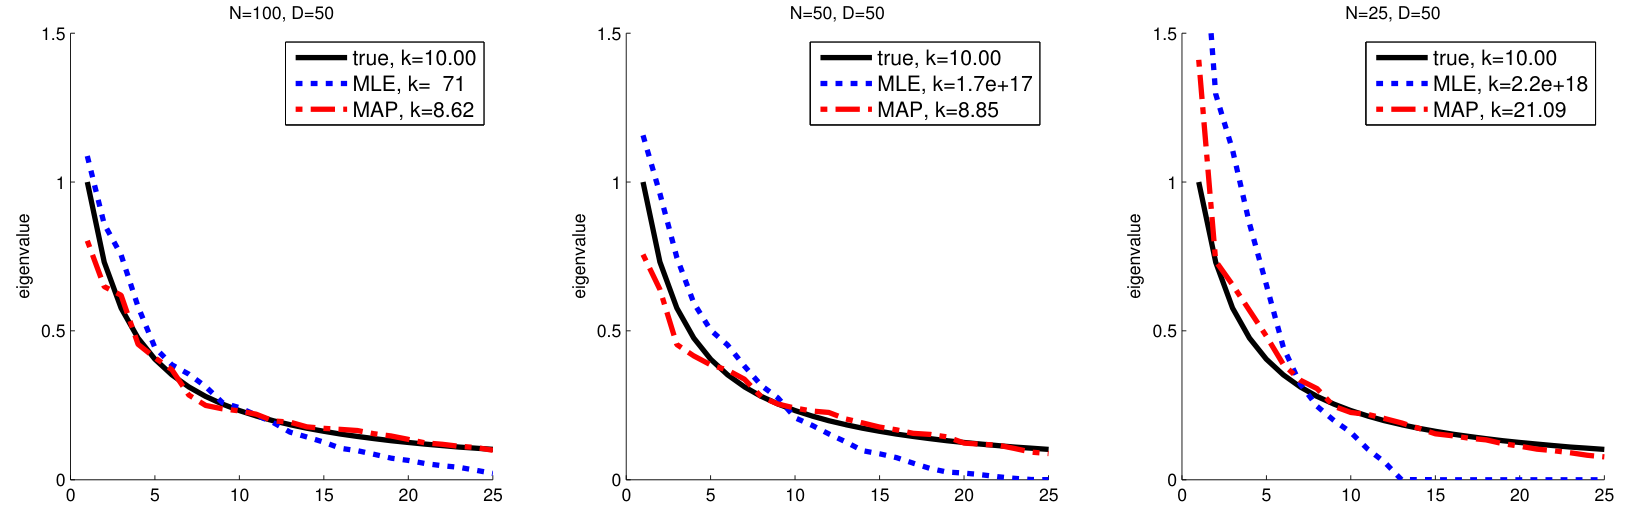 N=100, D=50
1.5
1
0.5
0
eigenvalue
true, k=10.00
MLE, k=  71
MAP, k=8.62
0 5 10 15 20 25
N=50, D=50
1.5
1
0.5
0
eigenvalue
true, k=10.00
MLE, k=1.7e+17
MAP, k=8.85
0 5 10 15 20 25
N=25, D=50
1.5
1
0.5
0
eigenvalue
true, k=10.00
MLE, k=2.2e+18
MAP, k=21.09
0 5 10 15 20 25